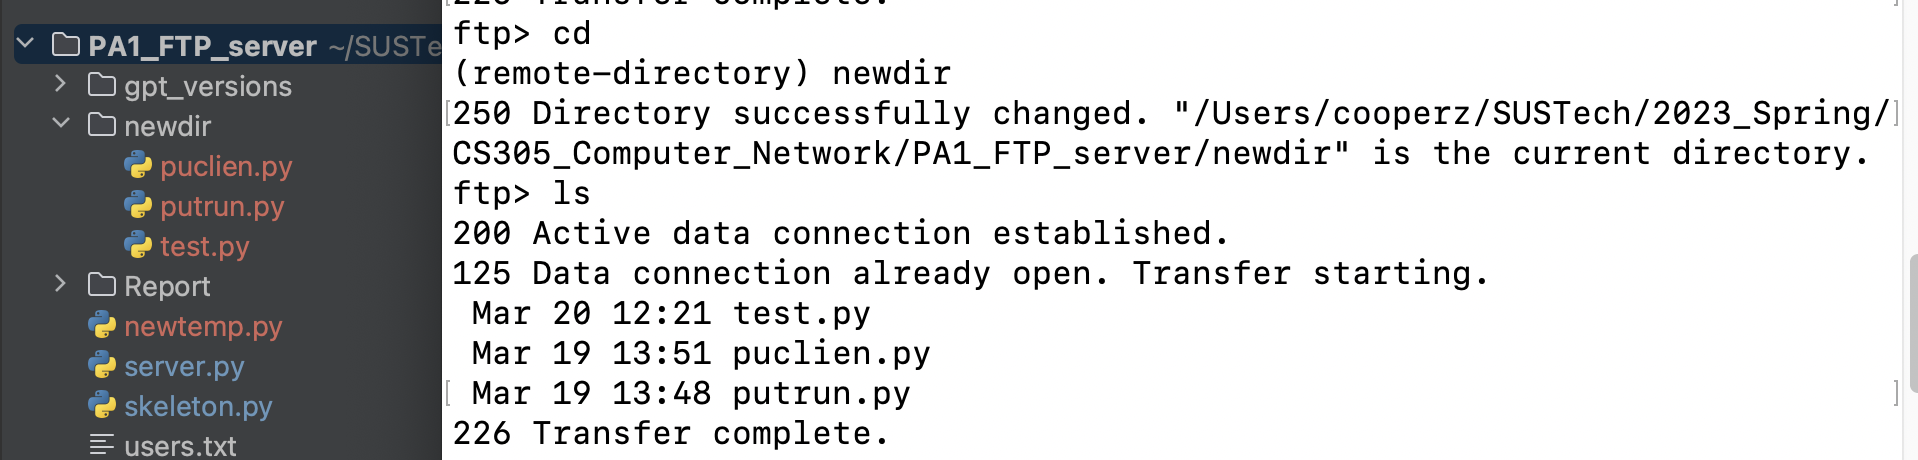 PA1_FTP_server ~/SUSTe
gpt_versions
newdir
puclien.py
putrun.py
test.py
Report
newtemp.py
server.py
skeleton.py
users.txt
226 Transfer complete.
ftp> cd
(remote-directory) newdir
[250 Directory successfully changed. "/Users/cooperz/SUSTech/2023_Spring/]
CS305_Computer_Network/PA1_FTP_server/newdir" is the current directory.
ftp> ls
200 Active data connection established.
125 Data connection already open. Transfer starting.
Mar 20 12:21 test.py
Mar 19 13:51 puclien.py
[ Mar 19 13:48 putrun.py ]
226 Transfer complete.